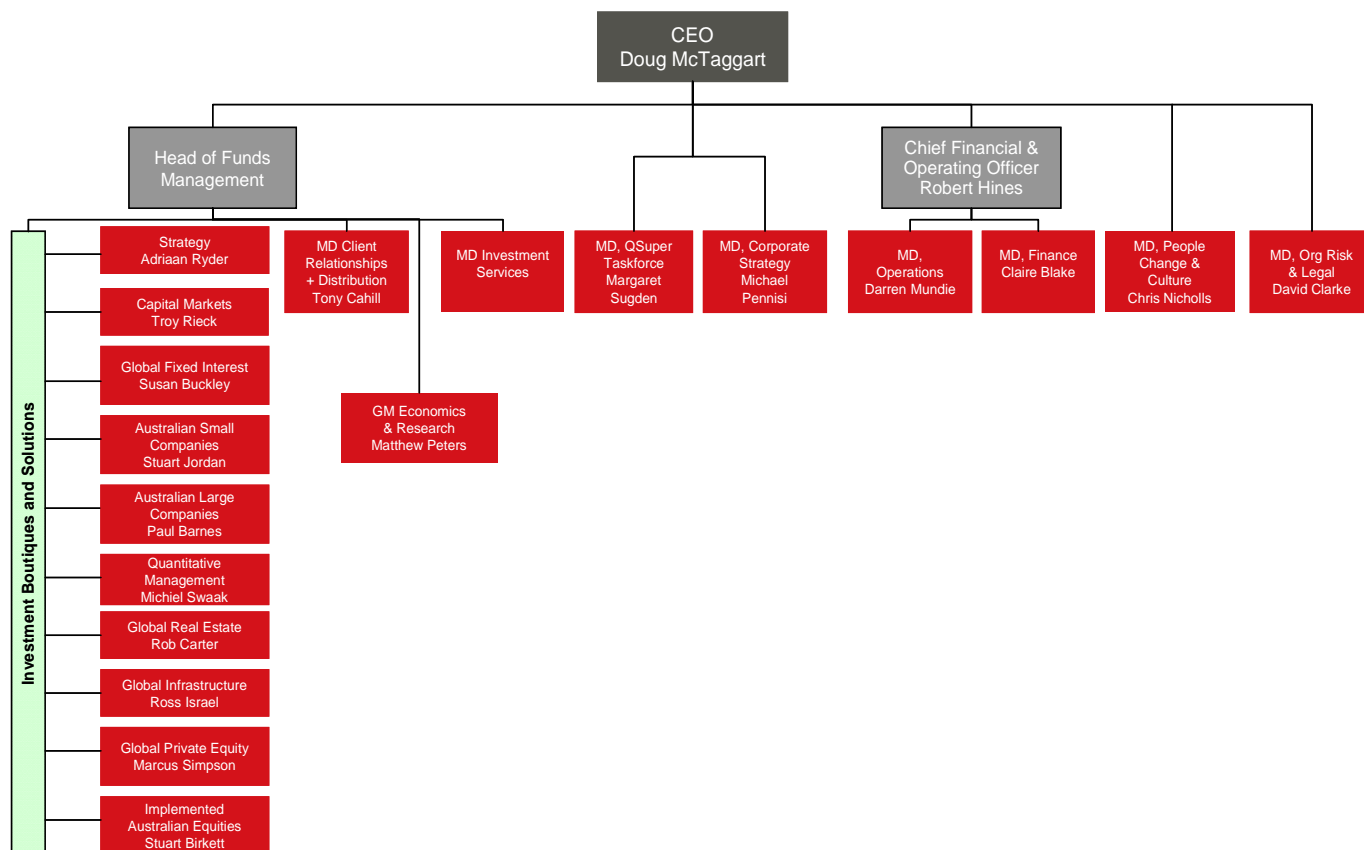 CEO
Doug McTaggart
Head of Funds
Management
Chief Financial &
Operating Officer
Robert Hines
Investment Boutiques and Solutions
Strategy
Adriaan Ryder
Capital Markets
Troy Rieck
Global Fixed Interest
Susan Buckley
Australian Small
Companies
Stuart Jordan
Australian Large
Companies
Paul Barnes
Quantitative
Management
Michiel Swaak
Global Real Estate
Rob Carter
Global Infrastructure
Ross Israel
Global Private Equity
Marcus Simpson
Implemented
Australian Equities
Stuart Birkett
MD Client
Relationships
+ Distribution
Tony Cahill
GM Economics
& Research
Matthew Peters
MD Investment
Services
MD, QSuper
Taskforce
Margaret
Sugden
MD, Corporate
Strategy
Michael
Pennisi
MD,
Operations
Darren Mundie
MD, Finance
Claire Blake
MD, People
Change &
Culture
Chris Nicholls
MD, Org Risk
& Legal
David Clarke